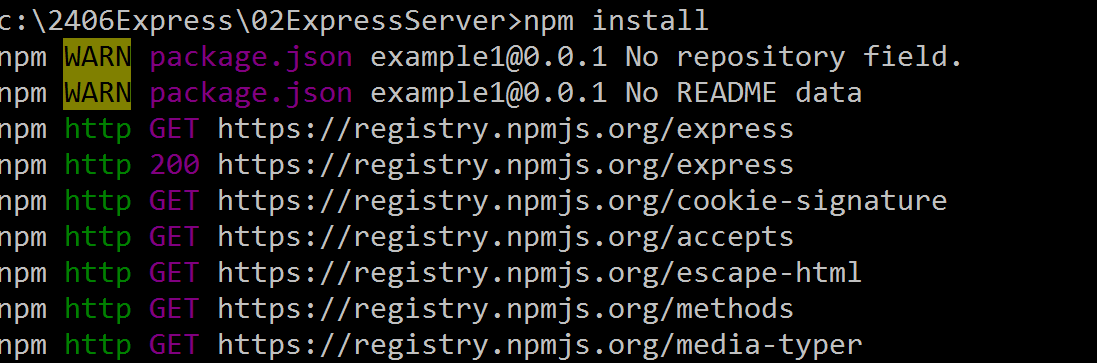 c:\2406Express\02ExpressServer>npm install
npm WARN package.json example1@0.0.1 No repository field.
npm WARN package.json example1@0.0.1 No README data
npm http GET https://registry.npmjs.org/express
npm http 200 https://registry.npmjs.org/express
npm http GET https://registry.npmjs.org/cookie-signature
npm http GET https://registry.npmjs.org/accepts
npm http GET https://registry.npmjs.org/escape-html
npm http GET https://registry.npmjs.org/methods
npm http GET https://registry.npmjs.org/media-typer